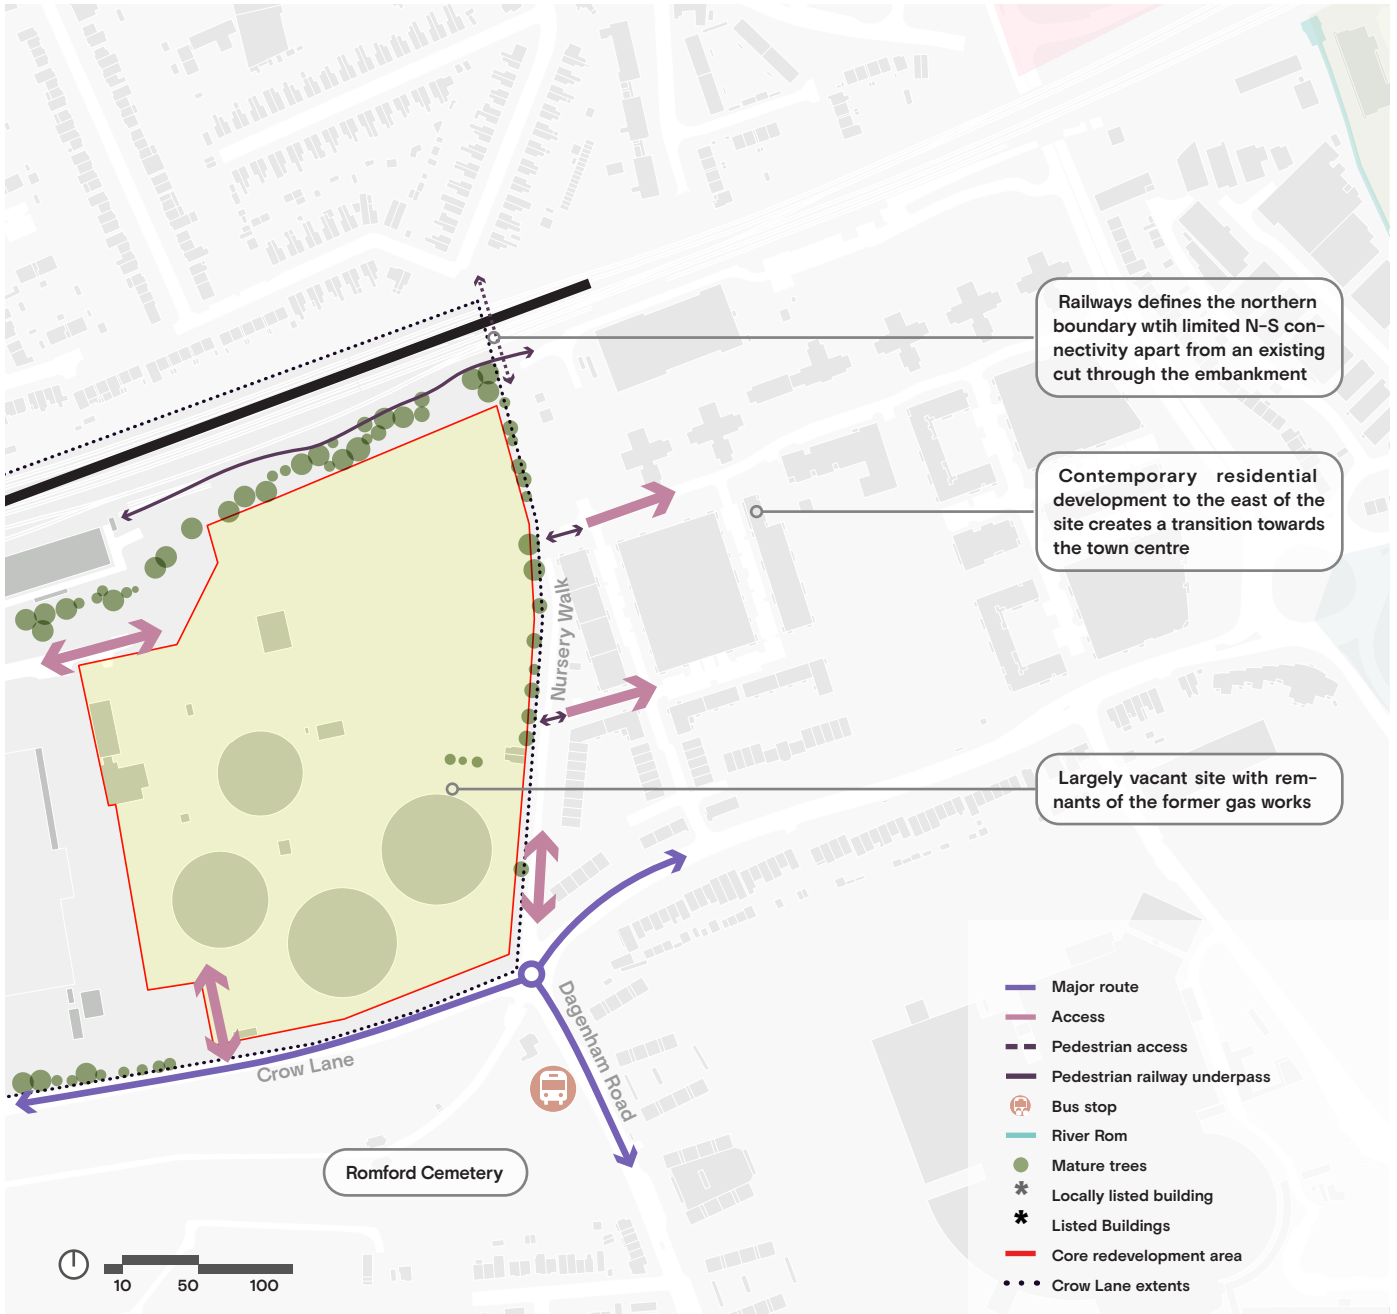 Railways defines the northern
boundary wtih limited N-S con-
nectivity apart from an existing
cut through the embankment
Contemporary residential
development to the east of the
site creates a transition towards
the town centre
Nursery Walk
Largely vacant site with rem-
nants of the former gas works
Crow Lane
Dagenham Road
Romford Cemetery
Major route
Access
Pedestrian access
Pedestrian railway underpass
Bus stop
River Rom
Mature trees
* Locally listed building
* Listed Buildings
Core redevelopment area
Crow Lane extents
10 50 100